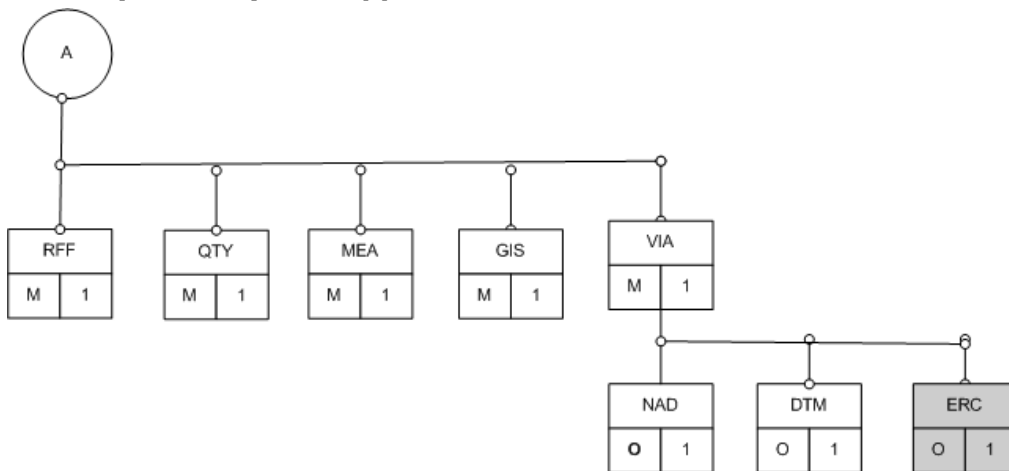 A
RFF QTY MEA GIS VIA
M 1 M 1 M 1 M 1 M 1
NAD DTM ERC
O 1 O 1 O 1